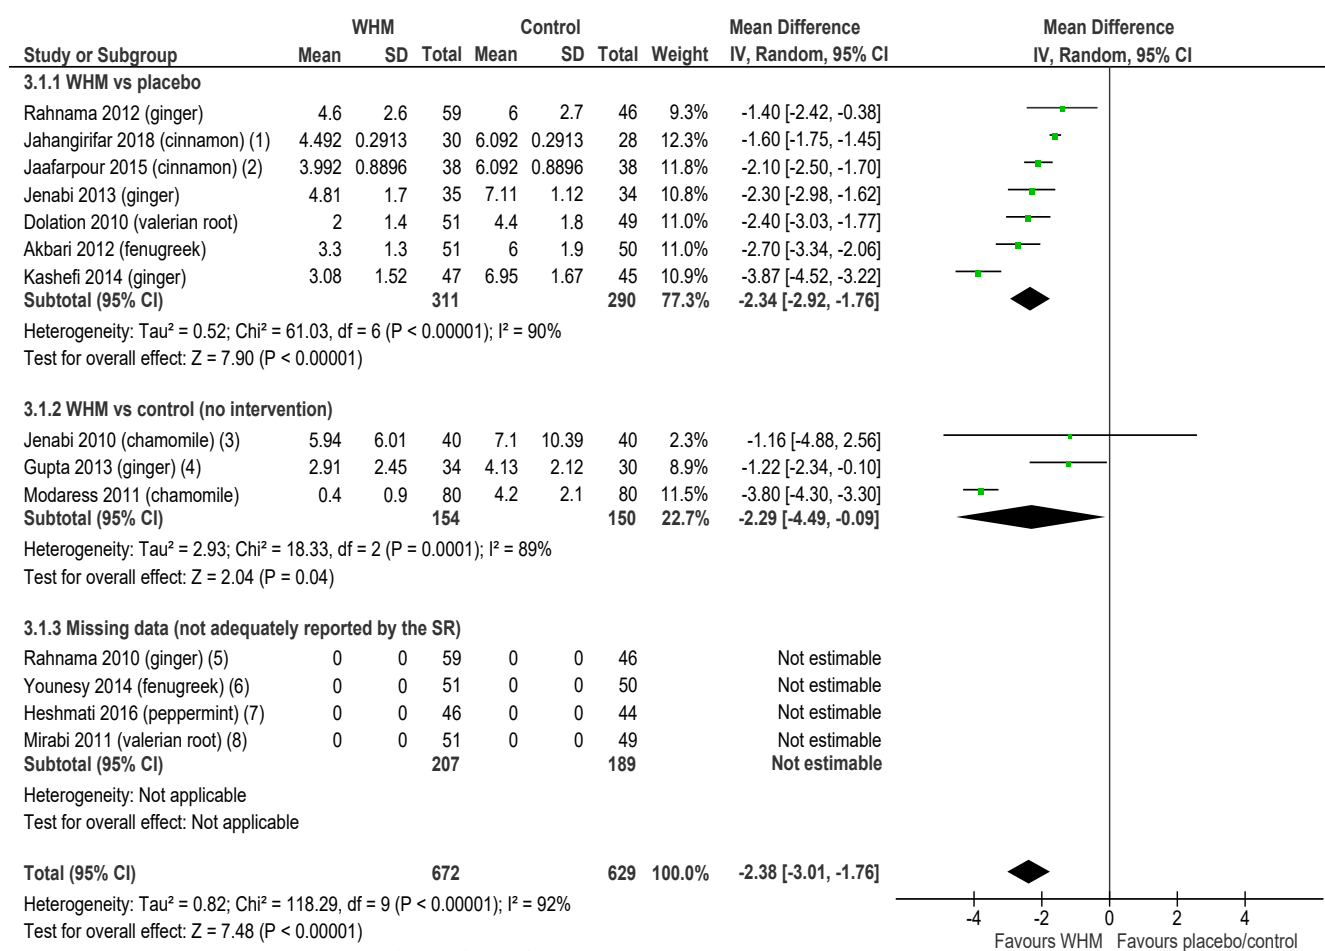 WHM Control Mean Difference Mean Difference
Study or Subgroup Mean SD Total Mean SD Total Weight IV, Random, 95% CI IV, Random, 95% CI
3.1.1 WHM vs placebo
Rahnama 2012 (ginger) 4.6 2.6 59 6 2.7 46 9.3% -1.40 [-2.42, -0.38]
Jahangirifar 2018 (cinnamon) (1) 4.492 0.2913 30 6.092 0.2913 28 12.3% -1.60 [-1.75, -1.45]
Jaafarpour 2015 (cinnamon) (2) 3.992 0.8896 38 6.092 0.8896 38 11.8% -2.10 [-2.50, -1.70]
Jenabi 2013 (ginger) 4.81 1.7 35 7.11 1.12 34 10.8% -2.30 [-2.98, -1.62]
Dolation 2010 (valerian root) 2 1.4 51 4.4 1.8 49 11.0% -2.40 [-3.03, -1.77]
Akbari 2012 (fenugreek) 3.3 1.3 51 6 1.9 50 11.0% -2.70 [-3.34, -2.06]
Kashefi 2014 (ginger) 3.08 1.52 47 6.95 1.67 45 10.9% -3.87 [-4.52, -3.22]
Subtotal (95% CI) 311 290 77.3% -2.34 [-2.92, -1.76]
Heterogeneity: Tau² = 0.52; Chi² = 61.03, df = 6 (P < 0.00001); I² = 90%
Test for overall effect: Z = 7.90 (P < 0.00001)
3.1.2 WHM vs control (no intervention)
Jenabi 2010 (chamomile) (3) 5.94 6.01 40 7.1 10.39 40 2.3% -1.16 [-4.88, 2.56]
Gupta 2013 (ginger) (4) 2.91 2.45 34 4.13 2.12 30 8.9% -1.22 [-2.34, -0.10]
Modaress 2011 (chamomile) 0.4 0.9 80 4.2 2.1 80 11.5% -3.80 [-4.30, -3.30]
Subtotal (95% CI) 154 150 22.7% -2.29 [-4.49, -0.09]
Heterogeneity: Tau² = 2.93; Chi² = 18.33, df = 2 (P = 0.0001); I² = 89%
Test for overall effect: Z = 2.04 (P = 0.04)
3.1.3 Missing data (not adequately reported by the SR)
Rahnama 2010 (ginger) (5) 0 0 59 0 0 46 Not estimable
Younesy 2014 (fenugreek) (6) 0 0 51 0 0 50 Not estimable
Heshmati 2016 (peppermint) (7) 0 0 46 0 0 44 Not estimable
Mirabi 2011 (valerian root) (8) 0 0 51 0 0 49 Not estimable
Subtotal (95% CI) 207 189 Not estimable
Heterogeneity: Not applicable
Test for overall effect: Not applicable
Total (95% CI) 672 629 100.0% -2.38 [-3.01, -1.76]
Heterogeneity: Tau² = 0.82; Chi² = 118.29, df = 9 (P < 0.00001); I² = 92%
Test for overall effect: Z = 7.48 (P < 0.00001)
-4 -2 0 2 4
Favours WHM Favours placebo/control